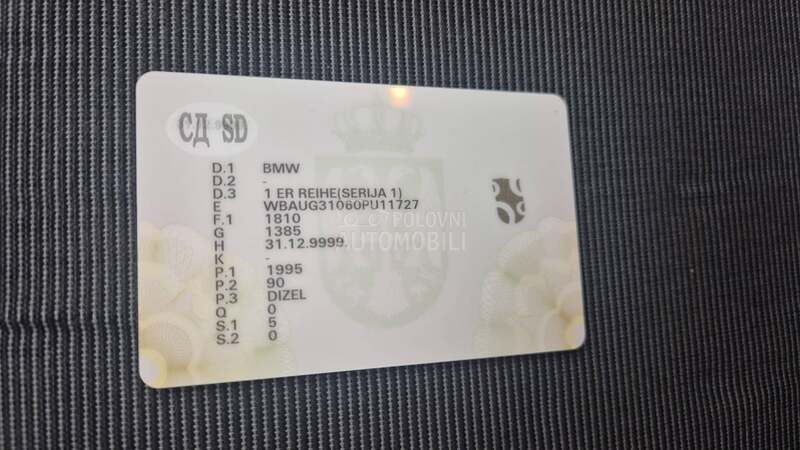 СД SD
D.1 BMW
D.2 -
D.3 1 ER REIHE(SERIJA 1)
E WBAUG31060PU11727
F.1 1810
POLOVNI
G 1385
AUTOMOBILI
H 31.12.9999.
K -
P.1 1995
P.2 90
P.3 DIZEL
Q 0
S.1 5
S.2 0